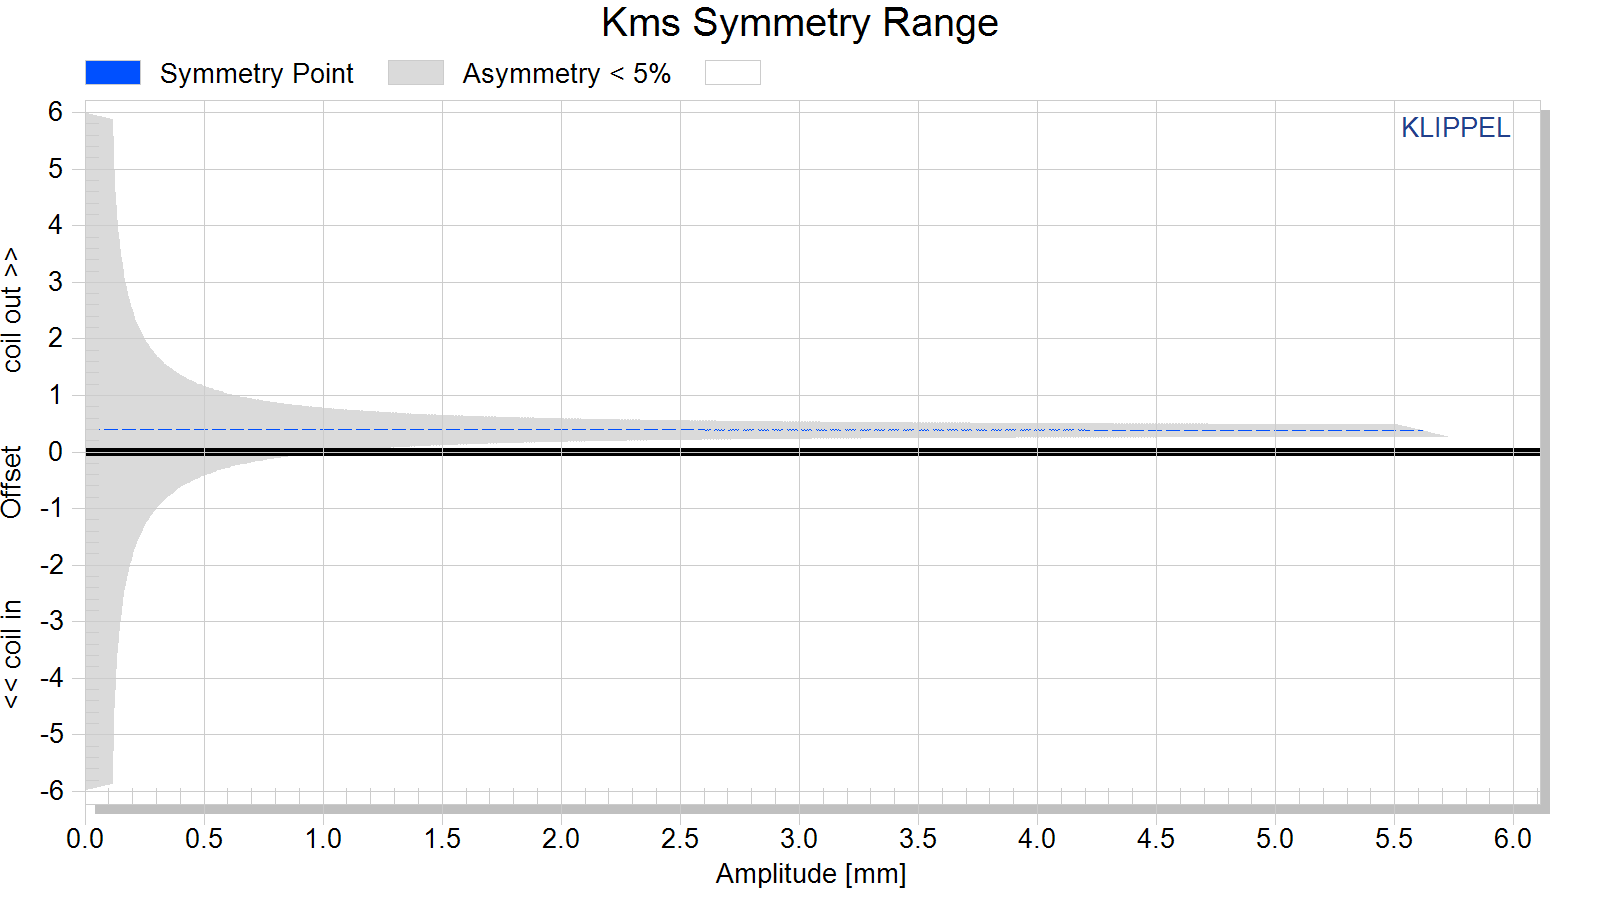 Kms Symmetry Range
Symmetry Point Asymmetry < 5%
KLIPPEL
6
5
4
3
2
1
0
-1
-2
-3
-4
-5
-6
<< coil in Offset coil out >>
0.0 0.5 1.0 1.5 2.0 2.5 3.0 3.5 4.0 4.5 5.0 5.5 6.0
Amplitude [mm]